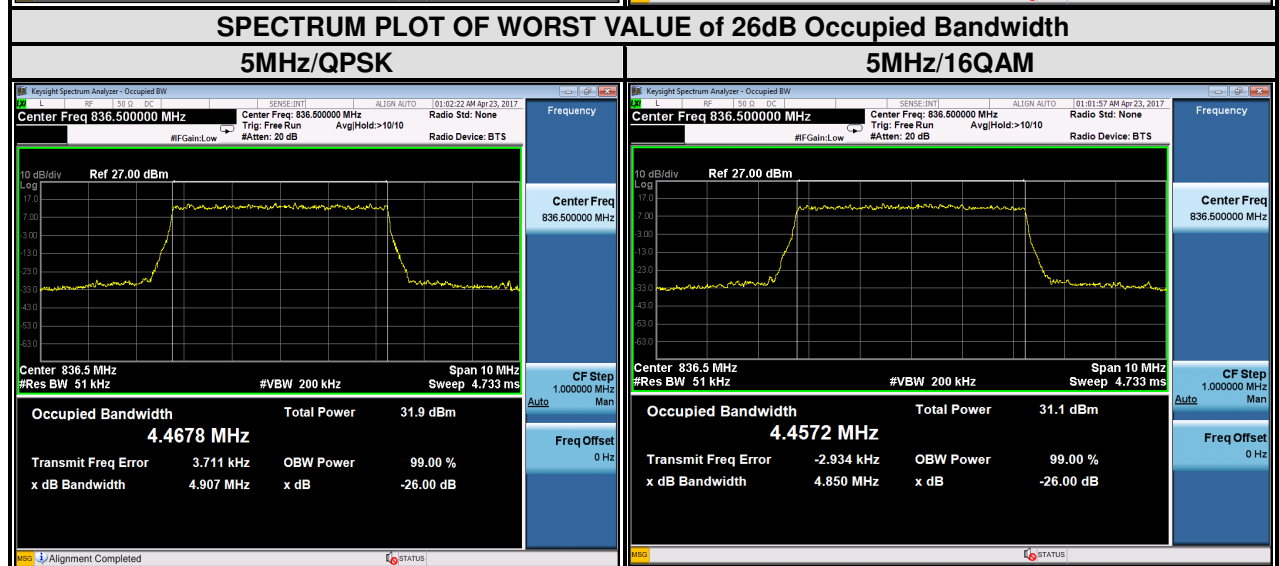 SPECTRUM PLOT OF WORST VALUE of 26dB Occupied Bandwidth
5MHz/QPSK
5MHz/16QAM
Keysight Spectrum Analyzer - Occupied BW
L RF 50 Ω DC SENSE:INT ALIGN AUTO 01:02:22 AM Apr 23, 2017
Center Freq 836.500000 MHz
Center Freq: 836.500000 MHz
Radio Std: None
Trig: Free Run Avg|Hold:>10/10
#IFGain:Low #Atten: 20 dB Radio Device: BTS
10 dB/div Ref 27.00 dBm
Log
17.0
7.00
-3.00
-13.0
-23.0
-33.0
-43.0
-53.0
-63.0
Center 836.5 MHz Span 10 MHz
#Res BW 51 kHz #VBW 200 kHz Sweep 4.733 ms
Occupied Bandwidth Total Power 31.9 dBm
4.4678 MHz
Transmit Freq Error 3.711 kHz OBW Power 99.00 %
x dB Bandwidth 4.907 MHz x dB -26.00 dB
MSG Alignment Completed STATUS
Frequency
Center Freq
836.500000 MHz
CF Step
1.000000 MHz
Auto Man
Freq Offset
0 Hz
Keysight Spectrum Analyzer - Occupied BW
L RF 50 Ω DC SENSE:INT ALIGN AUTO 01:01:57 AM Apr 23, 2017
Center Freq 836.500000 MHz
Center Freq: 836.500000 MHz
Radio Std: None
Trig: Free Run Avg|Hold:>10/10
#IFGain:Low #Atten: 20 dB Radio Device: BTS
10 dB/div Ref 27.00 dBm
Log
17.0
7.00
-3.00
-13.0
-23.0
-33.0
-43.0
-53.0
-63.0
Center 836.5 MHz Span 10 MHz
#Res BW 51 kHz #VBW 200 kHz Sweep 4.733 ms
Occupied Bandwidth Total Power 31.1 dBm
4.4572 MHz
Transmit Freq Error -2.934 kHz OBW Power 99.00 %
x dB Bandwidth 4.850 MHz x dB -26.00 dB
MSG STATUS
Frequency
Center Freq
836.500000 MHz
CF Step
1.000000 MHz
Auto Man
Freq Offset
0 Hz